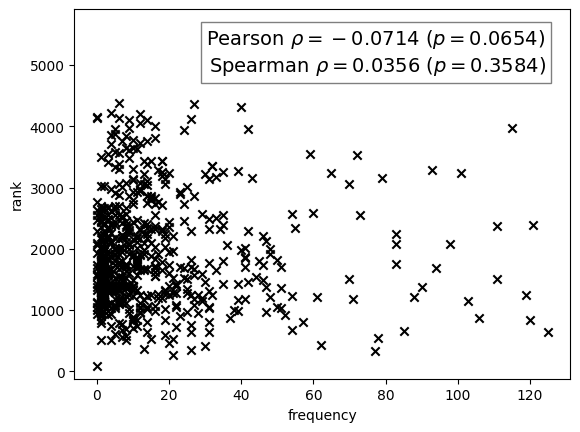 Pearson ρ = −0.0714 (p = 0.0654)
Spearman ρ = 0.0356 (p = 0.3584)
5000
4000
3000
2000
1000
0
rank
0 20 40 60 80 100 120
frequency